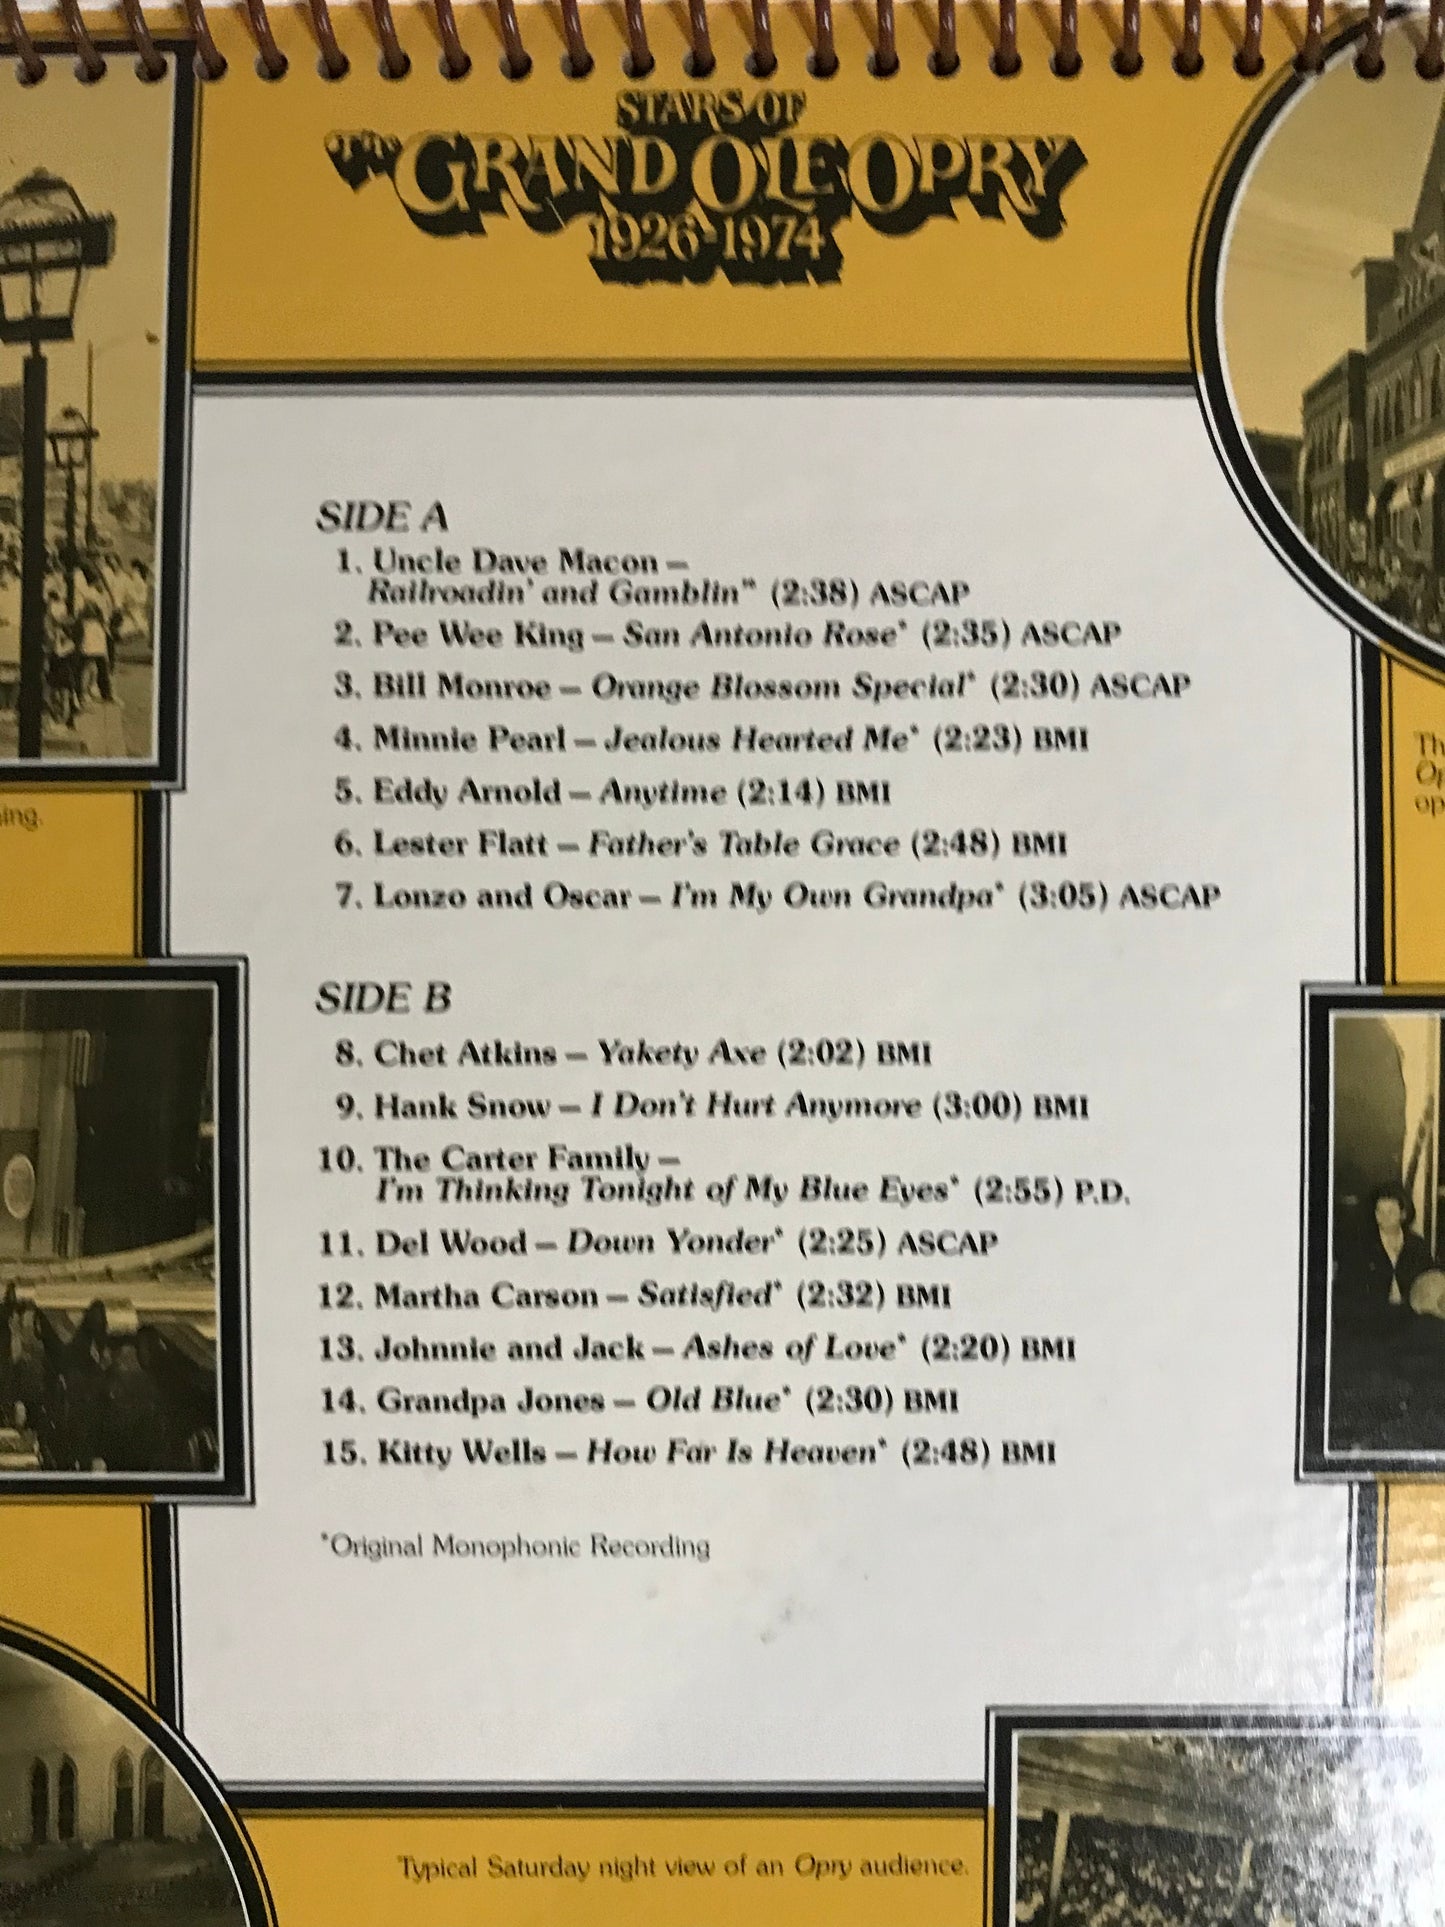 STARS OF
The GRAND OLE OPRY
1926-1974
SIDE A
1. Uncle Dave Macon –
Railroadin' and Gamblin'* (2:38) ASCAP
2. Pee Wee King – San Antonio Rose* (2:35) ASCAP
3. Bill Monroe – Orange Blossom Special* (2:30) ASCAP
4. Minnie Pearl – Jealous Hearted Me* (2:23) BMI
5. Eddy Arnold – Anytime (2:14) BMI
6. Lester Flatt – Father's Table Grace (2:48) BMI
7. Lonzo and Oscar – I'm My Own Grandpa* (3:05) ASCAP
SIDE B
8. Chet Atkins – Yakety Axe (2:02) BMI
9. Hank Snow – I Don't Hurt Anymore (3:00) BMI
10. The Carter Family –
I'm Thinking Tonight of My Blue Eyes* (2:55) P.D.
11. Del Wood – Down Yonder* (2:25) ASCAP
12. Martha Carson – Satisfied* (2:32) BMI
13. Johnnie and Jack – Ashes of Love* (2:20) BMI
14. Grandpa Jones – Old Blue* (2:30) BMI
15. Kitty Wells – How Far Is Heaven* (2:48) BMI
*Original Monophonic Recording
Typical Saturday night view of an Opry audience.